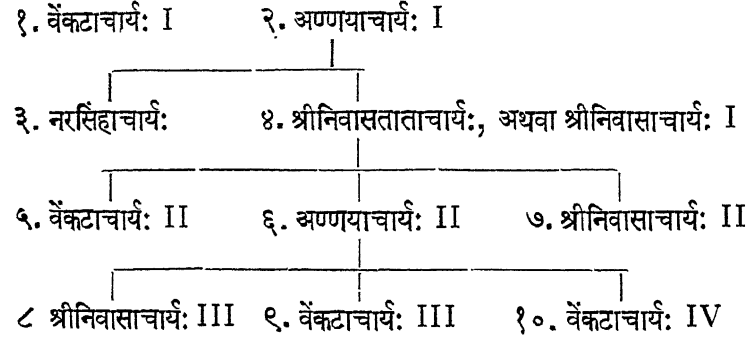 १. वेंकटाचार्यः I २. अण्णयाचार्यः I
३. नरसिंहाचार्यः ४. श्रीनिवासताताचार्यः, अथवा श्रीनिवासाचार्यः I
५. वेंकटाचार्यः II ६. अण्णयाचार्यः II ७. श्रीनिवासाचार्यः II
८ श्रीनिवासाचार्यः III ९. वेंकटाचार्यः III १०. वेंकटाचार्यः IV